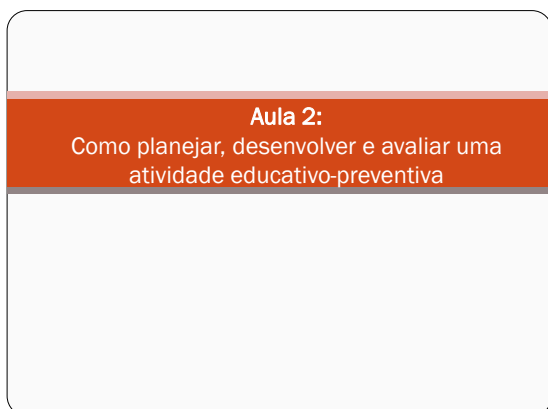 Aula 2:
Como planejar, desenvolver e avaliar uma
atividade educativo-preventiva